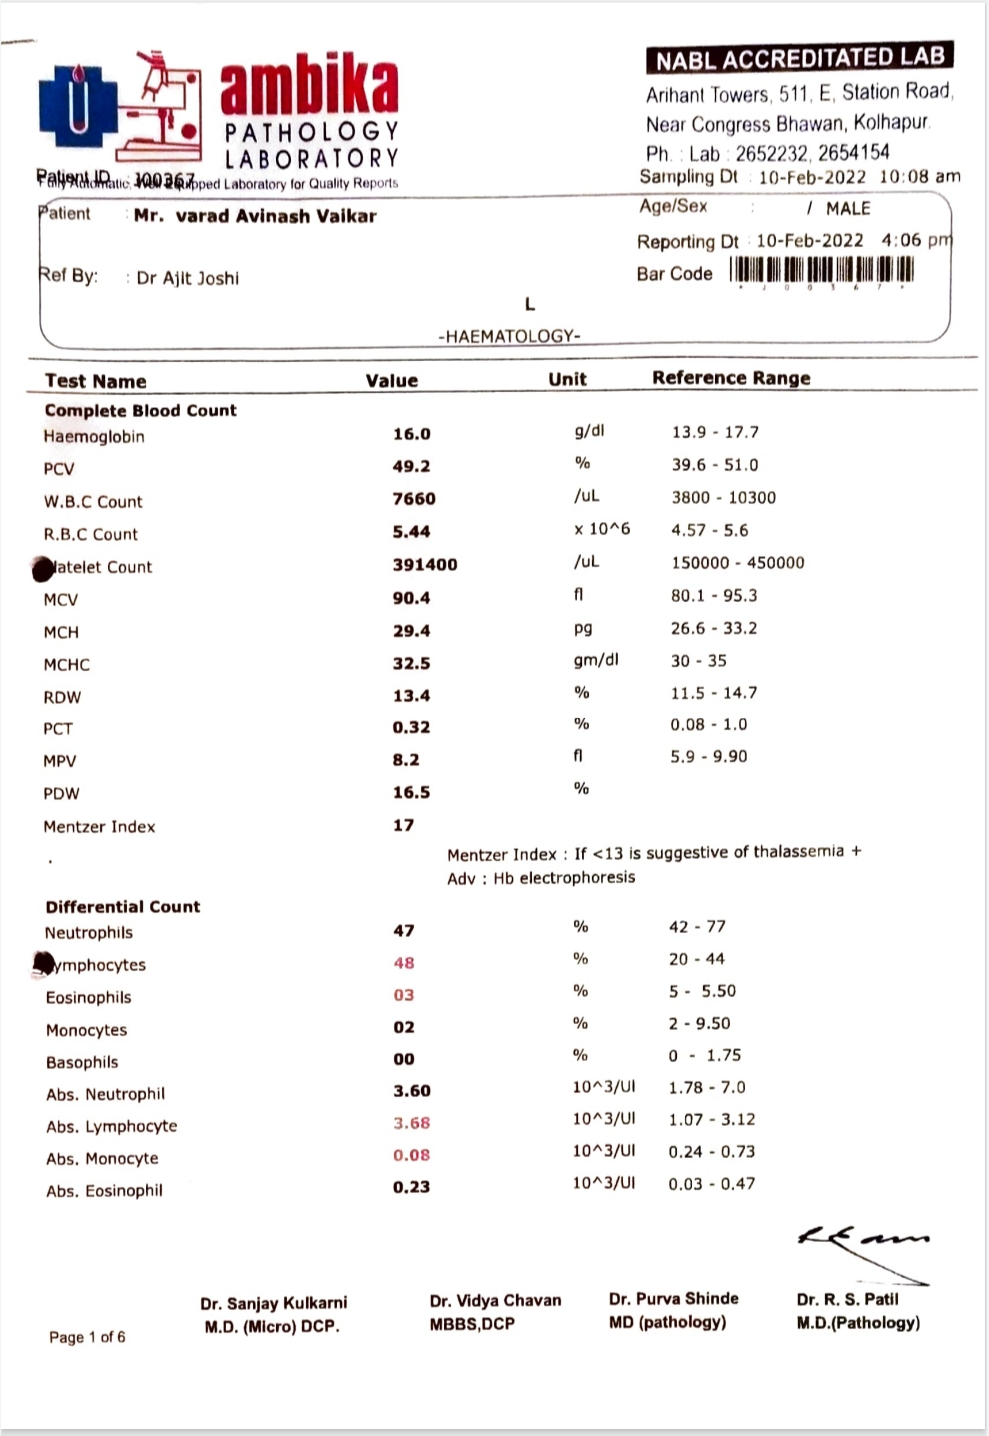 ambika
PATHOLOGY
LABORATORY
Fully Automatic, Well Equipped Laboratory for Quality Reports
NABL ACCREDITED LAB
Arihant Towers, 511, E, Station Road,
Near Congress Bhawan, Kolhapur.
Ph. : Lab : 2652232, 2654154
Patient ID J00367 Sampling Dt : 10-Feb-2022 10:08 am
Patient : Mr. varad Avinash Vaikar Age/Sex : / MALE
Reporting Dt : 10-Feb-2022 4:06 pm
Ref By: : Dr Ajit Joshi Bar Code
* J 0 0 3 6 7 *
L
-HAEMATOLOGY-
Test Name Value Unit Reference Range
Complete Blood Count
Haemoglobin 16.0 g/dl 13.9 - 17.7
PCV 49.2 % 39.6 - 51.0
W.B.C Count 7660 /uL 3800 - 10300
R.B.C Count 5.44 x 10^6 4.57 - 5.6
latelet Count 391400 /uL 150000 - 450000
MCV 90.4 fl 80.1 - 95.3
MCH 29.4 pg 26.6 - 33.2
MCHC 32.5 gm/dl 30 - 35
RDW 13.4 % 11.5 - 14.7
PCT 0.32 % 0.08 - 1.0
MPV 8.2 fl 5.9 - 9.90
PDW 16.5 %
Mentzer Index 17
. Mentzer Index : If <13 is suggestive of thalassemia +
Adv : Hb electrophoresis
Differential Count
Neutrophils 47 % 42 - 77
ymphocytes 48 % 20 - 44
Eosinophils 03 % 5 - 5.50
Monocytes 02 % 2 - 9.50
Basophils 00 % 0 - 1.75
Abs. Neutrophil 3.60 10^3/Ul 1.78 - 7.0
Abs. Lymphocyte 3.68 10^3/Ul 1.07 - 3.12
Abs. Monocyte 0.08 10^3/Ul 0.24 - 0.73
Abs. Eosinophil 0.23 10^3/Ul 0.03 - 0.47
Dr. Sanjay Kulkarni Dr. Vidya Chavan Dr. Purva Shinde Dr. R. S. Patil
M.D. (Micro) DCP. MBBS,DCP MD (pathology) M.D.(Pathology)
Page 1 of 6